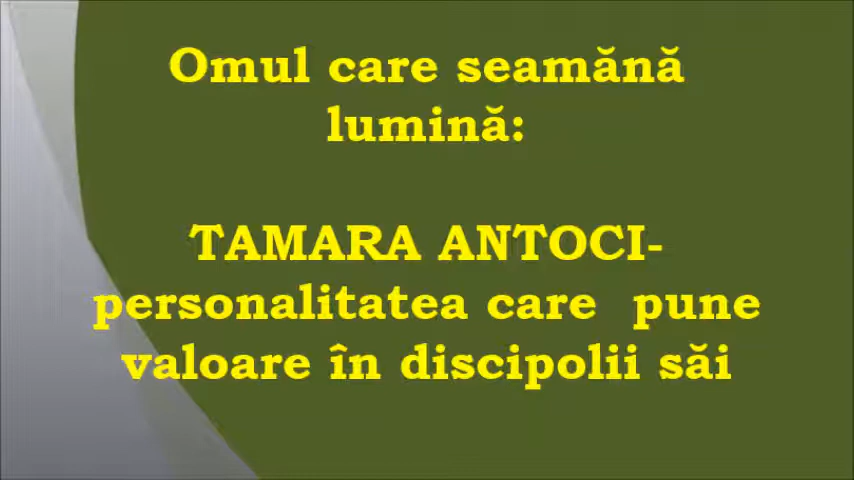 Omul care seamănă
lumină:
TAMARA ANTOCI-
personalitatea care  pune
valoare în discipolii săi